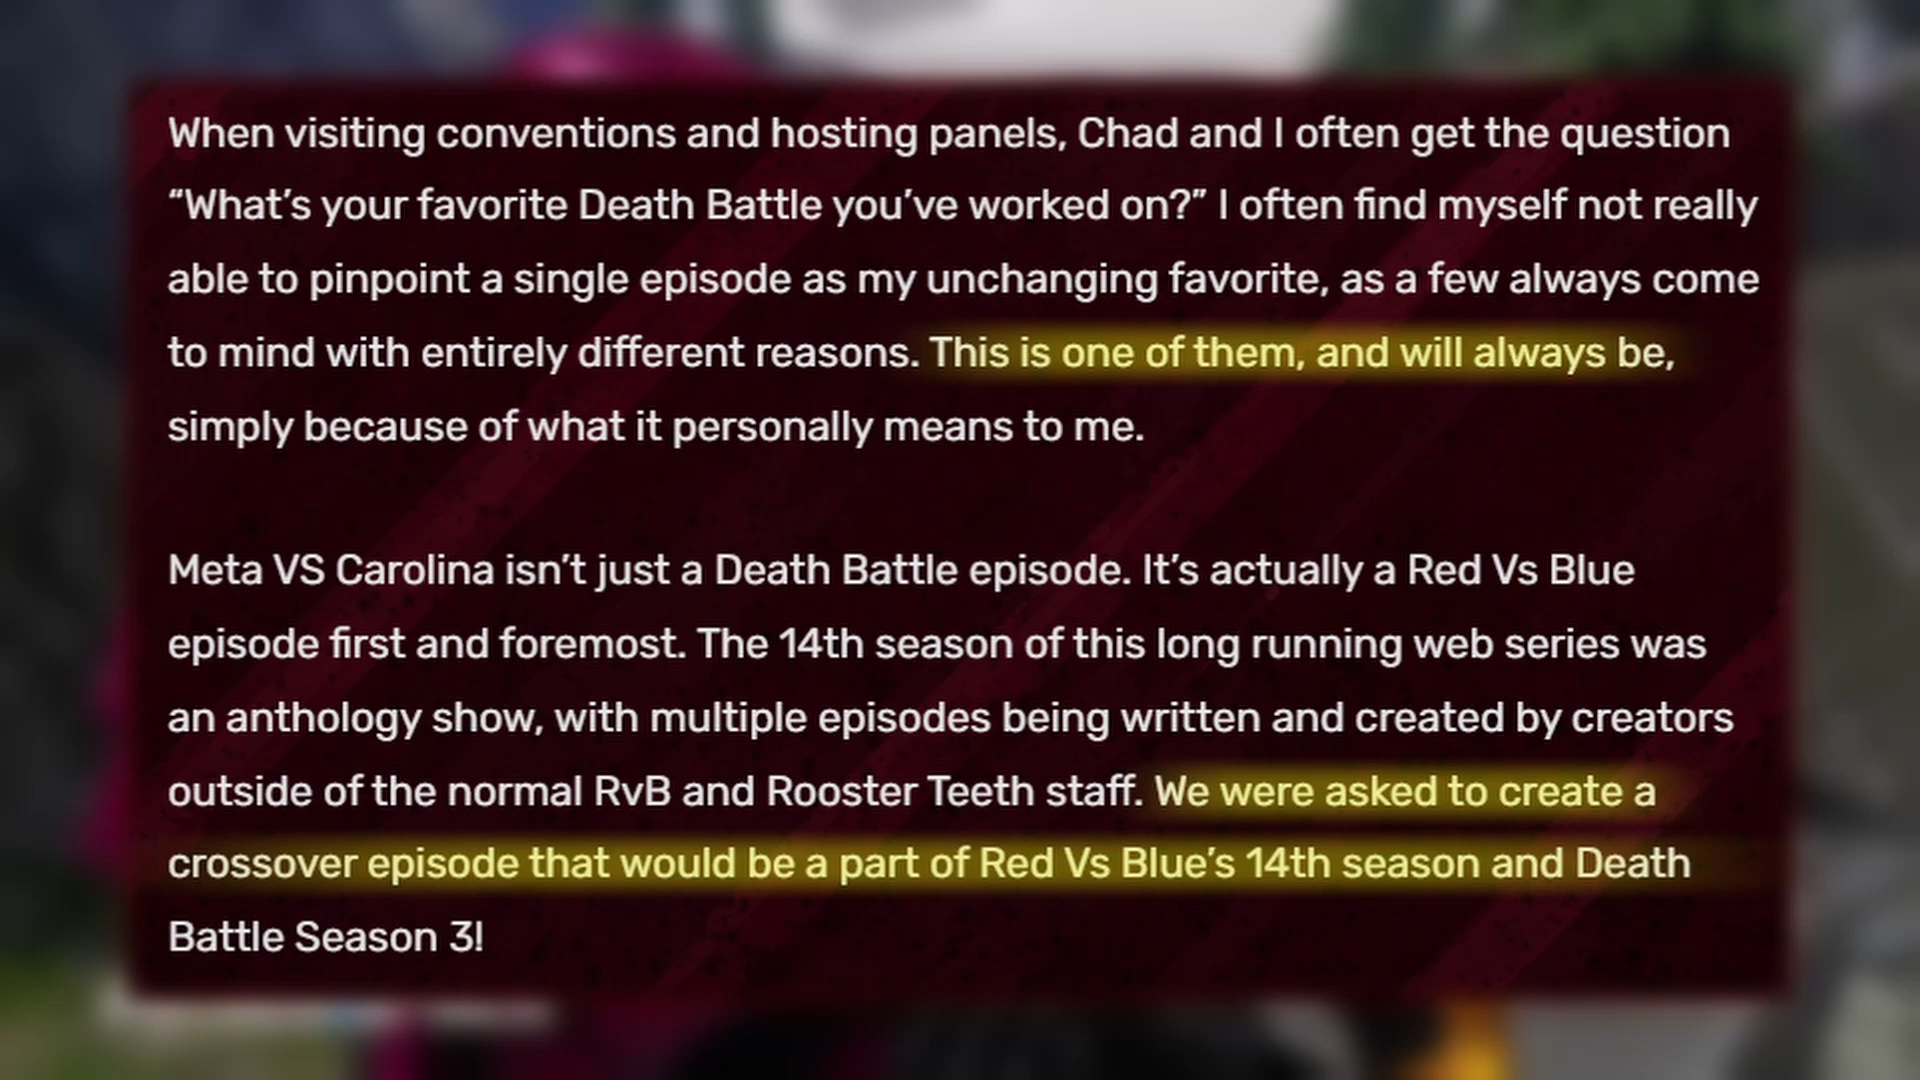 When visiting conventions and hosting panels, Chad and I often get the question
“What’s your favorite Death Battle you’ve worked on?” I often find myself not really
able to pinpoint a single episode as my unchanging favorite, as a few always come
to mind with entirely different reasons. This is one of them, and will always be,
simply because of what it personally means to me.
Meta VS Carolina isn’t just a Death Battle episode. It’s actually a Red Vs Blue
episode first and foremost. The 14th season of this long running web series was
an anthology show, with multiple episodes being written and created by creators
outside of the normal RvB and Rooster Teeth staff. We were asked to create a
crossover episode that would be a part of Red Vs Blue’s 14th season and Death
Battle Season 3!